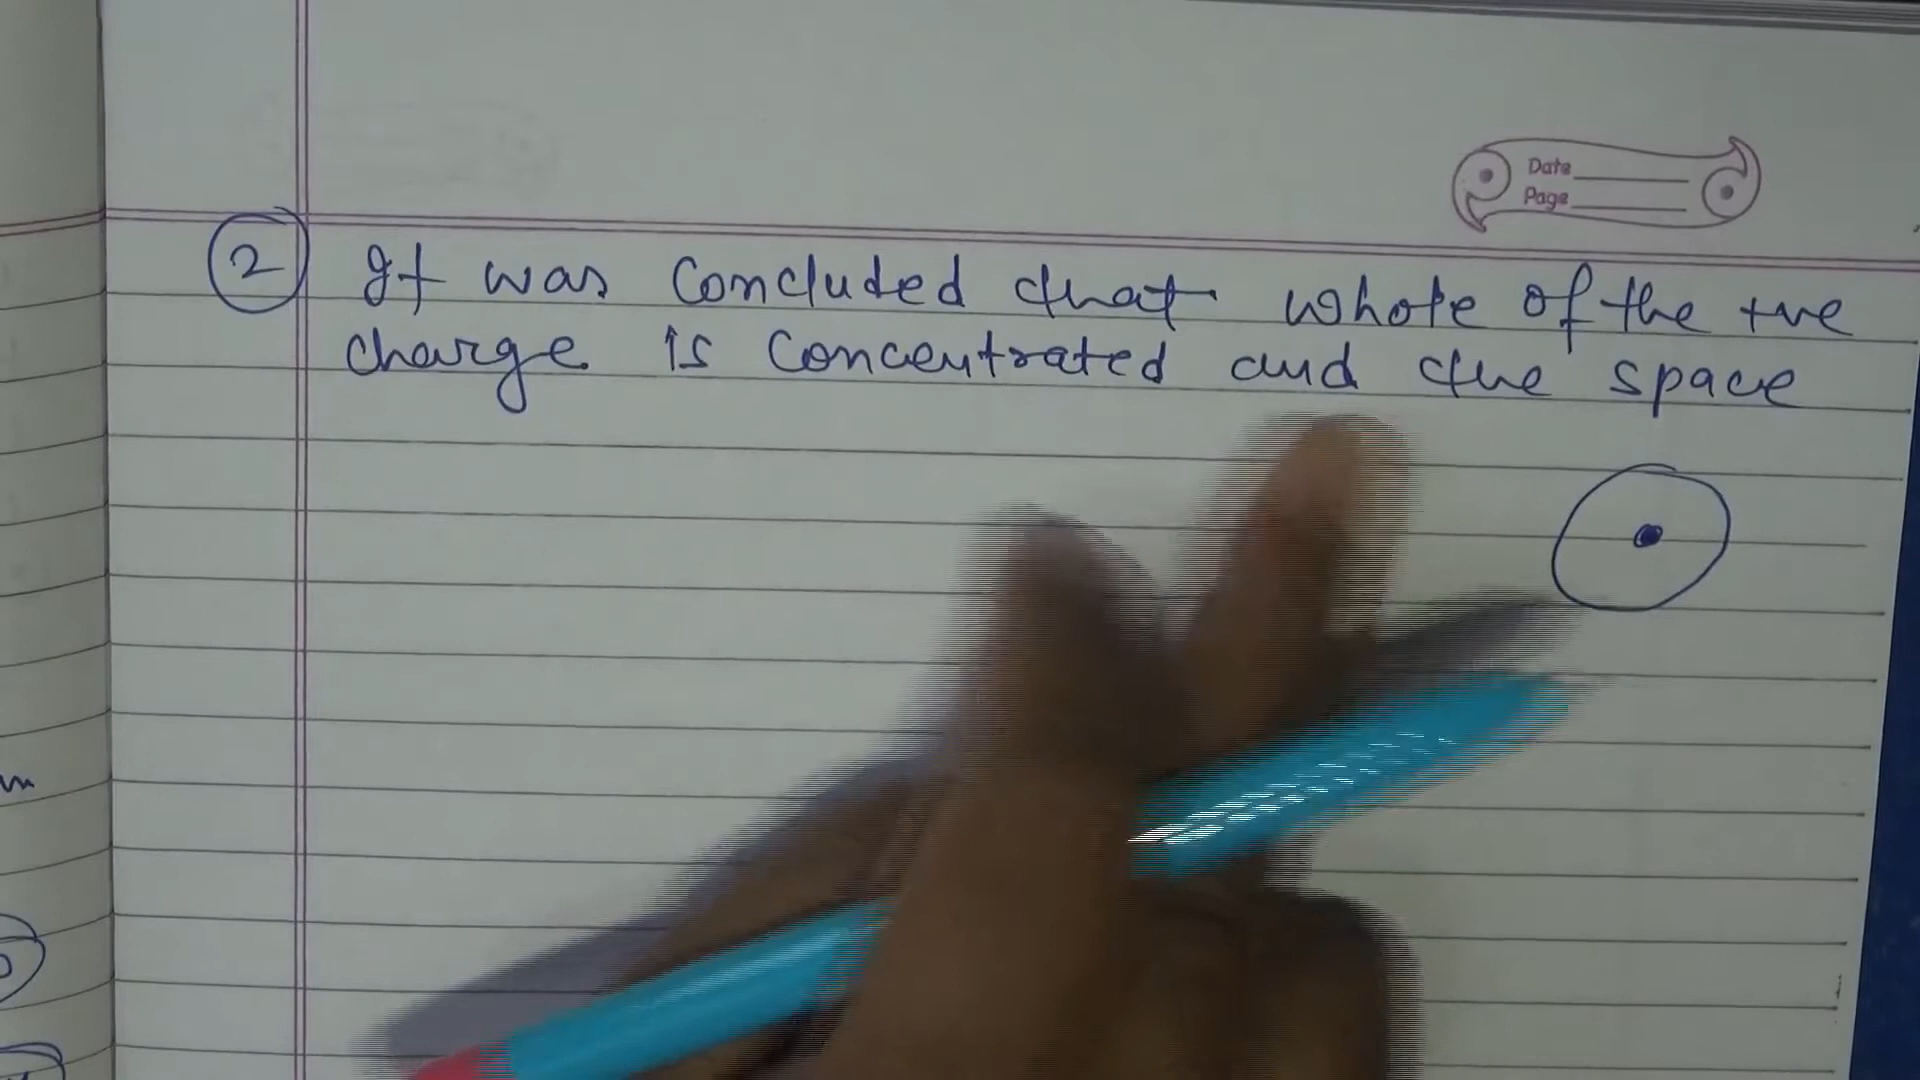 Date
Page
2 It was concluded that whole of the +ve
charge is concentrated and the space
m